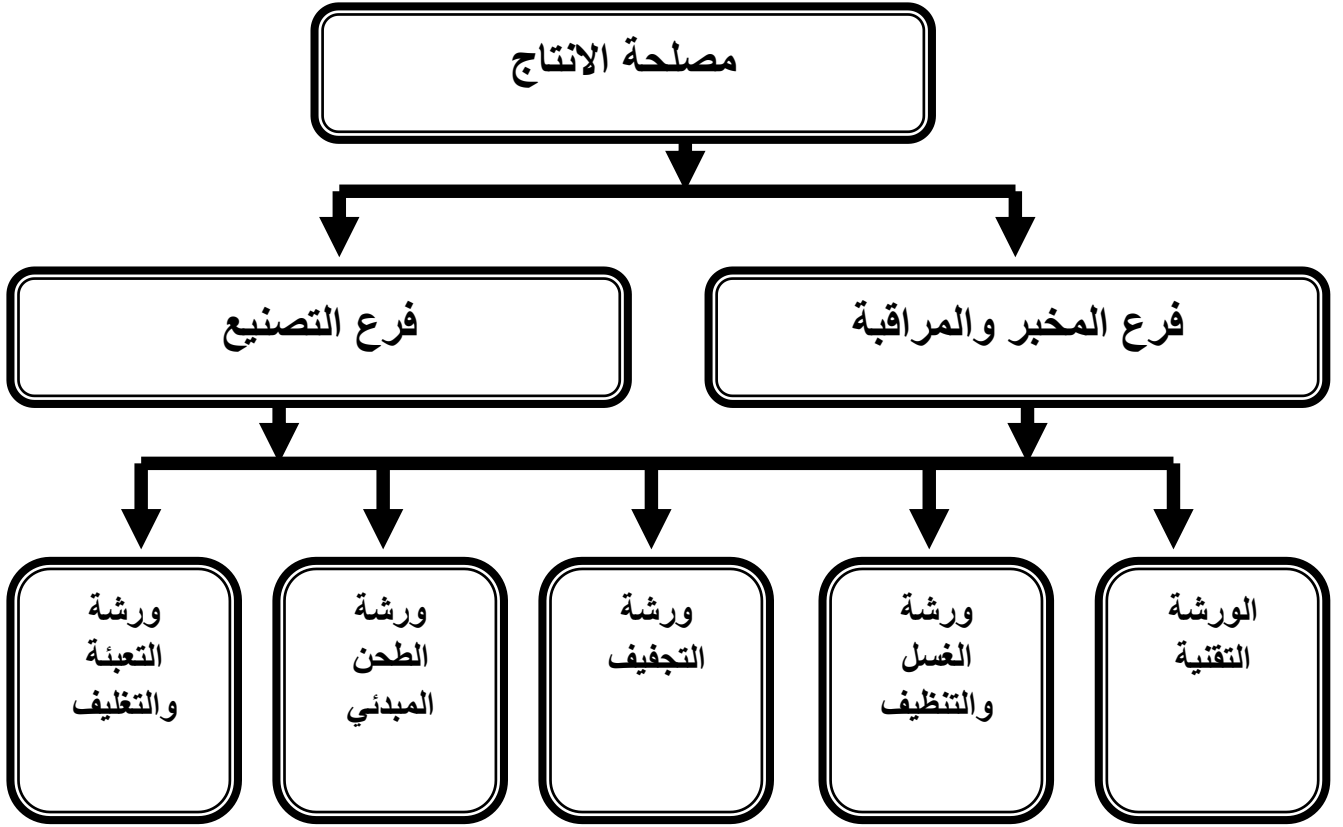 مصلحة الانتاج
فرع المخبر والمراقبة
فرع التصنيع
الورشة
التقنية
ورشة
الغسل
والتنظيف
ورشة
التجفيف
ورشة
الطحن
المبدئي
ورشة
التعبئة
والتغليف